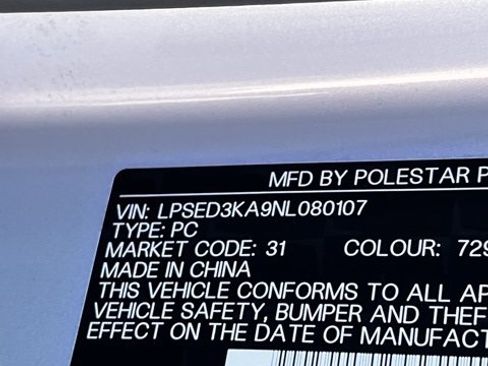 MFD BY POLESTAR
VIN: LPSED3KA9NL080107
TYPE: PC
MARKET CODE: 31 COLOUR:
MADE IN CHINA
THIS VEHICLE CONFORMS TO ALL
VEHICLE SAFETY, BUMPER AND
EFFECT ON THE DATE OF